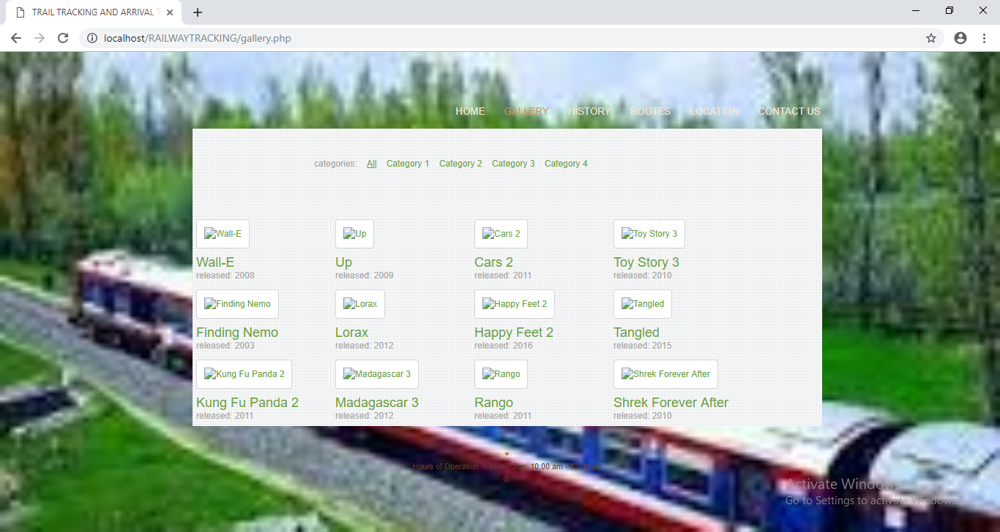 TRAIL TRACKING AND ARRIVAL T
localhost/RAILWAYTRACKING/gallery.php
HOME GALLERY HISTORY ROUTES LOCATION CONTACT US
categories: All Category 1 Category 2 Category 3 Category 4
Wall-E Up Cars 2 Toy Story 3
Wall-E Up Cars 2 Toy Story 3
released: 2008 released: 2009 released: 2011 released: 2010
Finding Nemo Lorax Happy Feet 2 Tangled
Finding Nemo Lorax Happy Feet 2 Tangled
released: 2003 released: 2012 released: 2016 released: 2015
Kung Fu Panda 2 Madagascar 3 Rango Shrek Forever After
Kung Fu Panda 2 Madagascar 3 Rango Shrek Forever After
released: 2011 released: 2012 released: 2011 released: 2010
Hours of Operation • Mon - Sun: 10:00 am -
©
Activate Windows
Go to Settings to activate Windows.